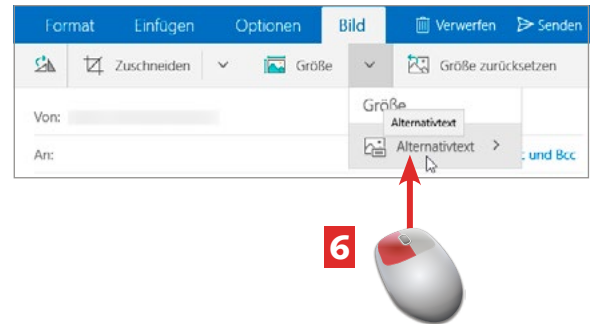 Format Einfügen Optionen Bild Verwerfen Senden
Zuschneiden Größe Größe zurücksetzen
Von:
Größe
Alternativtext
An: Alternativtext und Bcc
6